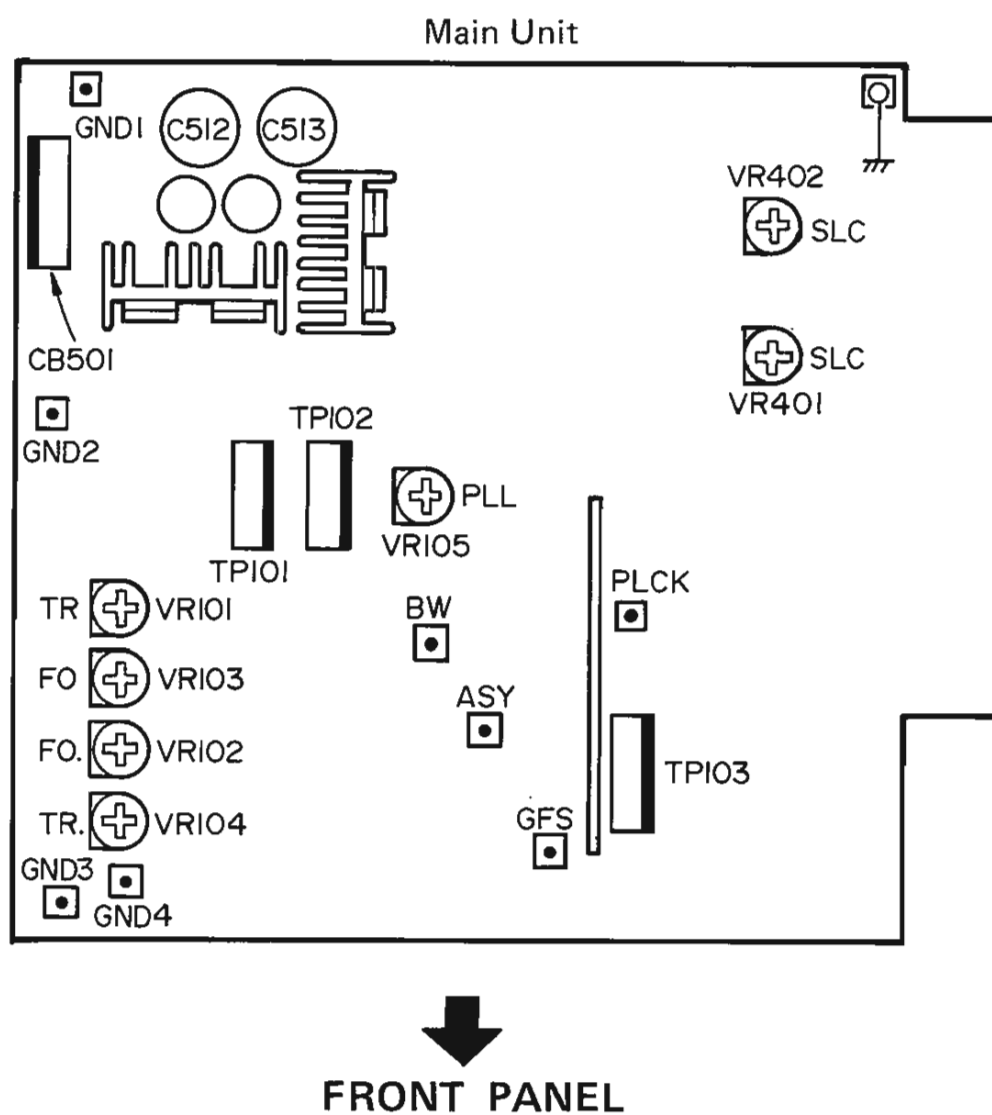 Main Unit
GND1
C512
C513
VR402
SLC
CB501
SLC
VR401
GND2
TP102
PLL
VR105
TP101
TR
VR101
BW
PLCK
FO
VR103
ASY
FO.
VR102
TP103
TR.
VR104
GFS
GND3
GND4
FRONT PANEL